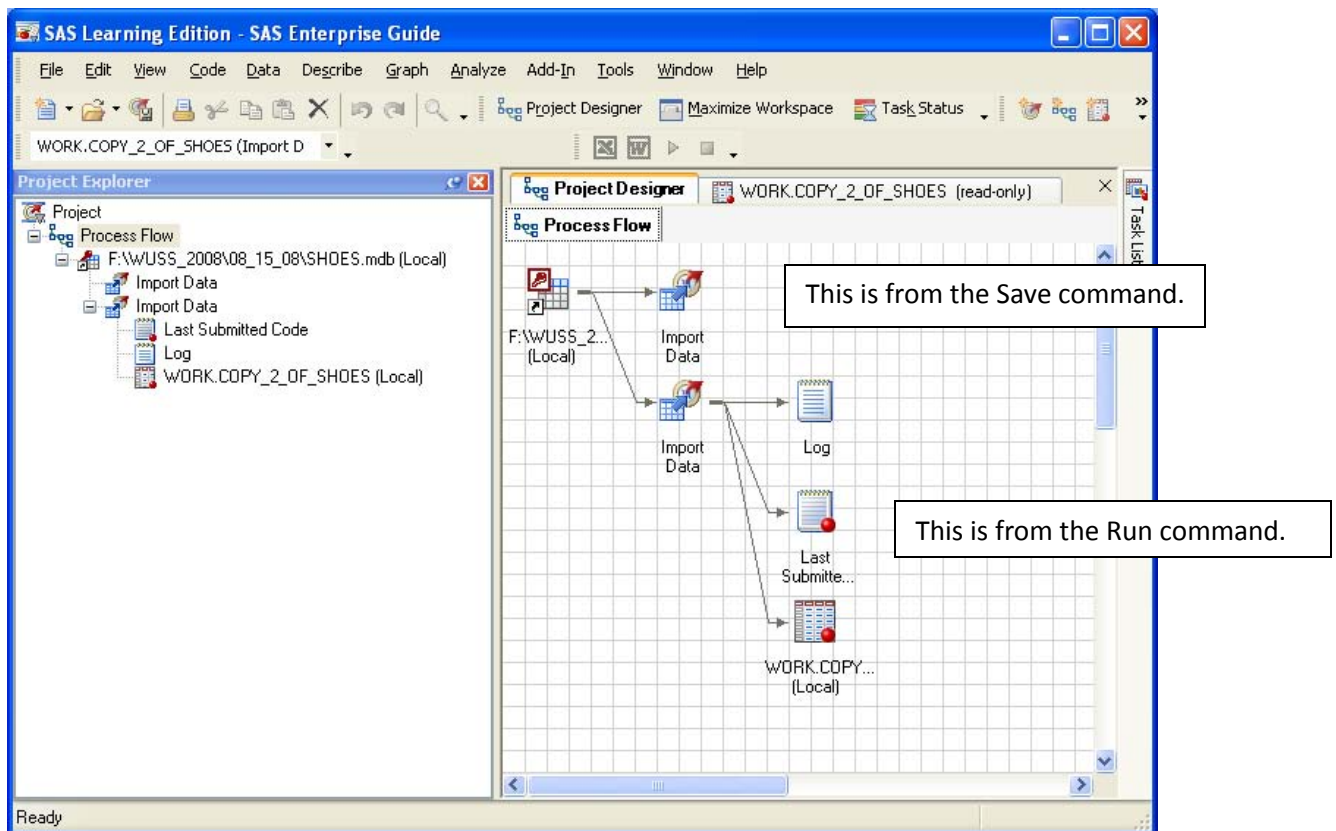 SAS Learning Edition - SAS Enterprise Guide
File Edit View Code Data Describe Graph Analyze Add-In Tools Window Help
Project Designer Maximize Workspace Task Status
WORK.COPY_2_OF_SHOES (Import D
Project Explorer
Project
Process Flow
F:\WUSS_2008\08_15_08\SHOES.mdb (Local)
Import Data
Import Data
Last Submitted Code
Log
WORK.COPY_2_OF_SHOES (Local)
Project Designer WORK.COPY_2_OF_SHOES (read-only)
Process Flow
Task List
F:\WUSS_2...
(Local)
Import
Data
This is from the Save command.
Import
Data
Log
This is from the Run command.
Last
Submitte...
WORK.COPY...
(Local)
Ready